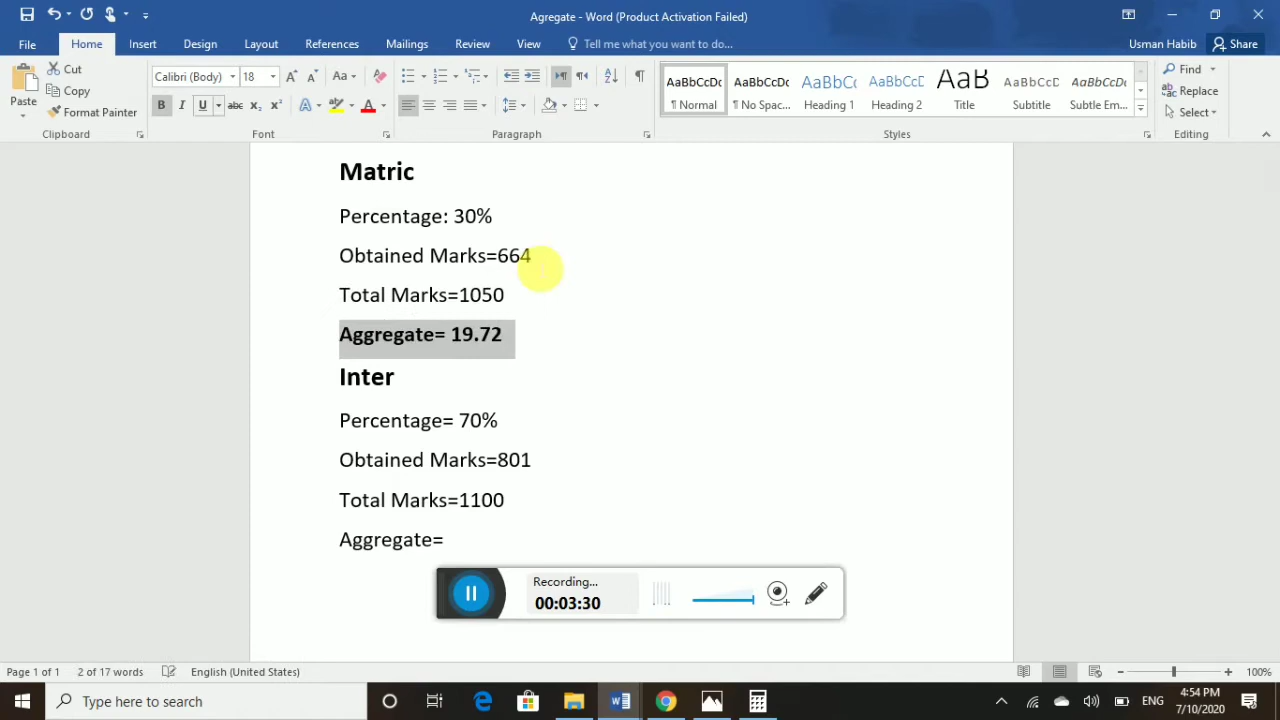 Agregate - Word (Product Activation Failed)
File Home Insert Design Layout References Mailings Review View Tell me what you want to do... Usman Habib Share
Paste Cut Copy Format Painter
Clipboard
Calibri (Body) 18 Aa
B I U abc X₂ X² A A
Font
Paragraph
AaBbCcDc AaBbCcDc AaBbCc AaBbCcD AaB AaBbCcD AaBbCcDc
¶ Normal ¶ No Spac... Heading Heading 2 Title Subtitle Subtle Em...
Styles
Find
Replace
Select
Editing
Matric
Percentage: 30%
Obtained Marks=664
Total Marks=1050
Aggregate= 19.72
Inter
Percentage= 70%
Obtained Marks=801
Total Marks=1100
Aggregate=
Recording...
00:03:30
Page 1 of 1 2 of 17 words English (United States) 100%
Type here to search
ENG
4:54 PM
7/10/2020